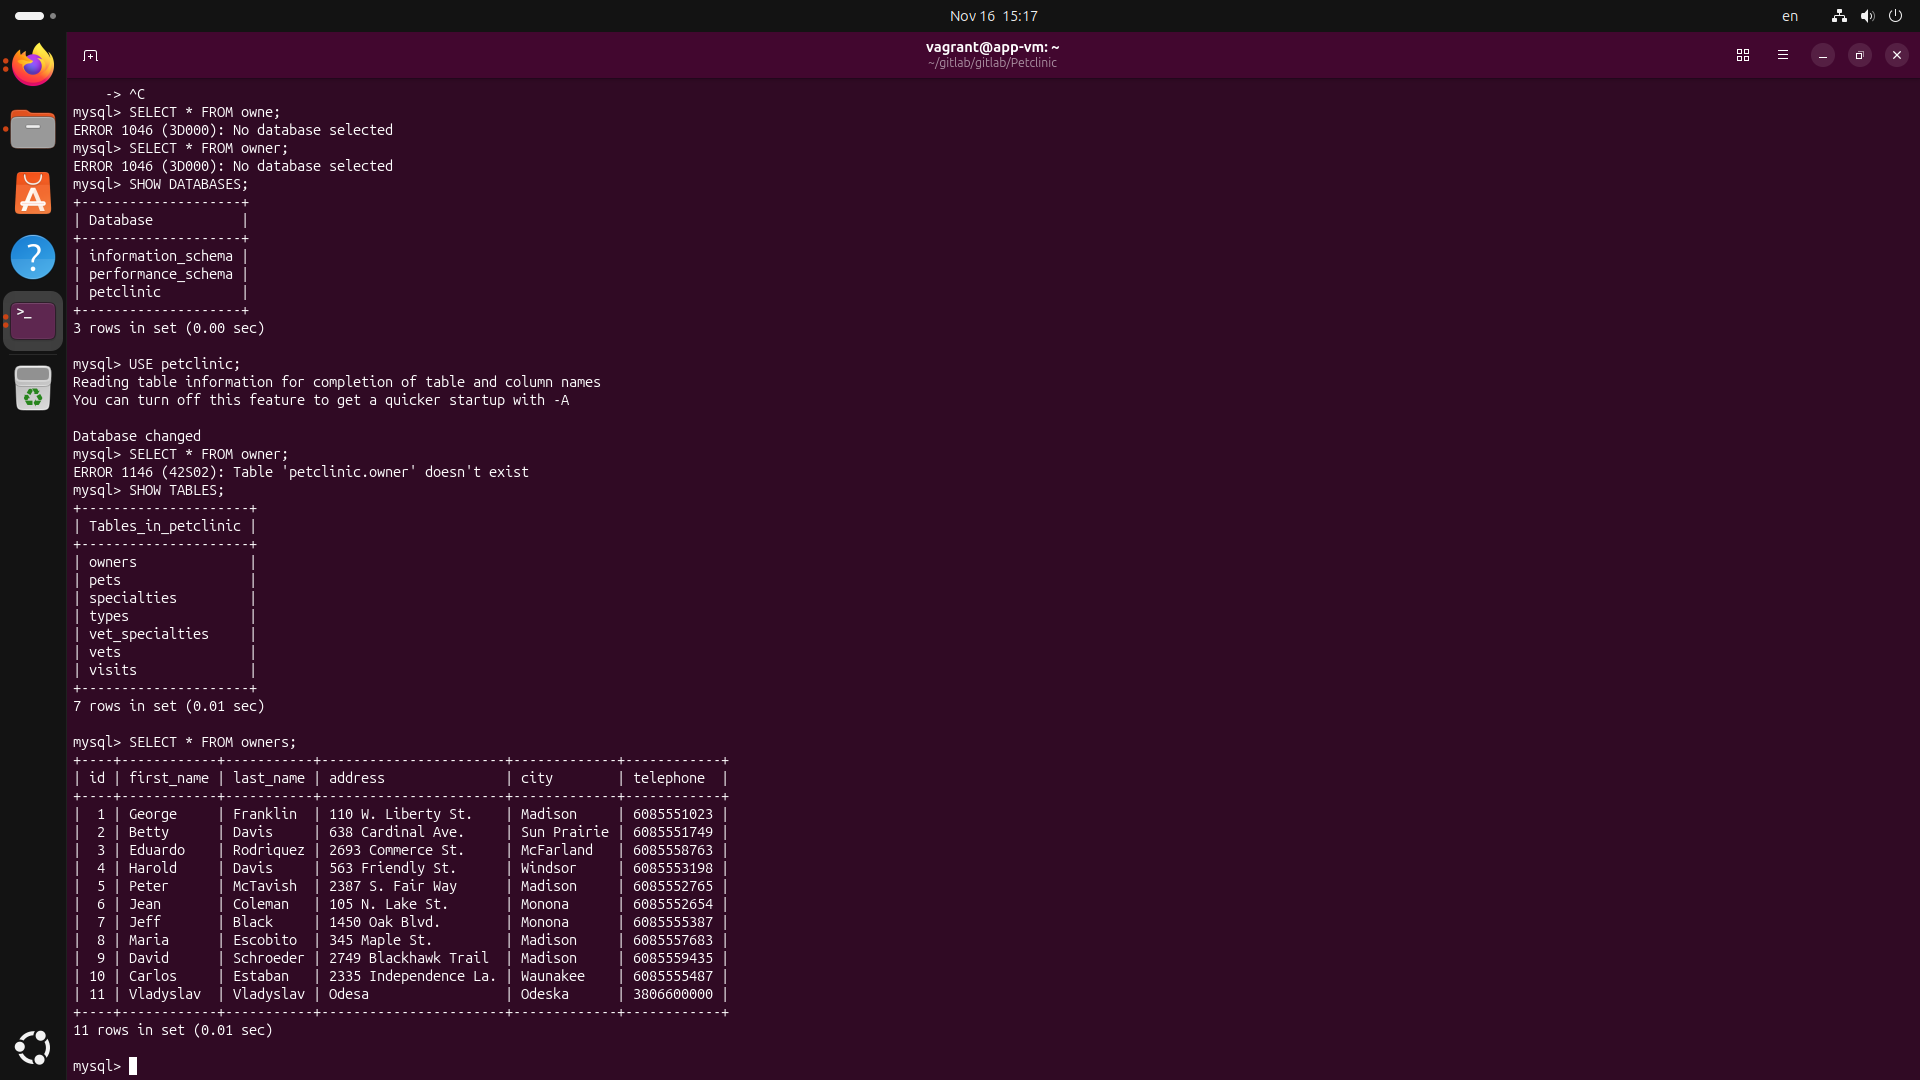 Nov 16  15:17
en
vagrant@app-vm: ~
~/gitlab/gitlab/Petclinic
    -> ^C
mysql> SELECT * FROM owne;
ERROR 1046 (3D000): No database selected
mysql> SELECT * FROM owner;
ERROR 1046 (3D000): No database selected
mysql> SHOW DATABASES;
+--------------------+
| Database           |
+--------------------+
| information_schema |
| performance_schema |
| petclinic          |
+--------------------+
3 rows in set (0.00 sec)
mysql> USE petclinic;
Reading table information for completion of table and column names
You can turn off this feature to get a quicker startup with -A
Database changed
mysql> SELECT * FROM owner;
ERROR 1146 (42S02): Table 'petclinic.owner' doesn't exist
mysql> SHOW TABLES;
+---------------------+
| Tables_in_petclinic |
+---------------------+
| owners              |
| pets                |
| specialties         |
| types               |
| vet_specialties     |
| vets                |
| visits              |
+---------------------+
7 rows in set (0.01 sec)
mysql> SELECT * FROM owners;
+----+------------+-----------+-----------------------+-------------+------------+
| id | first_name | last_name | address               | city        | telephone  |
+----+------------+-----------+-----------------------+-------------+------------+
|  1 | George     | Franklin  | 110 W. Liberty St.    | Madison     | 6085551023 |
|  2 | Betty      | Davis     | 638 Cardinal Ave.     | Sun Prairie | 6085551749 |
|  3 | Eduardo    | Rodriquez | 2693 Commerce St.     | McFarland   | 6085558763 |
|  4 | Harold     | Davis     | 563 Friendly St.      | Windsor     | 6085553198 |
|  5 | Peter      | McTavish  | 2387 S. Fair Way      | Madison     | 6085552765 |
|  6 | Jean       | Coleman   | 105 N. Lake St.       | Monona      | 6085552654 |
|  7 | Jeff       | Black     | 1450 Oak Blvd.        | Monona      | 6085555387 |
|  8 | Maria      | Escobito  | 345 Maple St.         | Madison     | 6085557683 |
|  9 | David      | Schroeder | 2749 Blackhawk Trail  | Madison     | 6085559435 |
| 10 | Carlos     | Estaban   | 2335 Independence La. | Waunakee    | 6085555487 |
| 11 | Vladyslav  | Vladyslav | Odesa                 | Odeska      | 3806600000 |
+----+------------+-----------+-----------------------+-------------+------------+
11 rows in set (0.01 sec)
mysql>